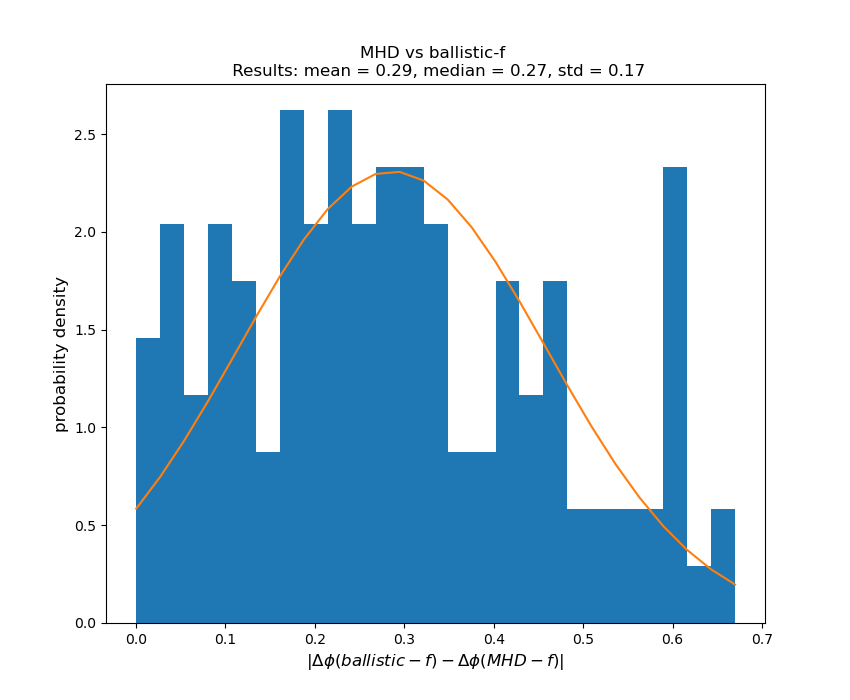 MHD vs ballistic-f
Results: mean = 0.29, median = 0.27, std = 0.17
2.5
2.0
1.5
1.0
0.5
0.0
probability density
0.0 0.1 0.2 0.3 0.4 0.5 0.6 0.7
|Δϕ(ballistic − f) − Δϕ(MHD − f)|